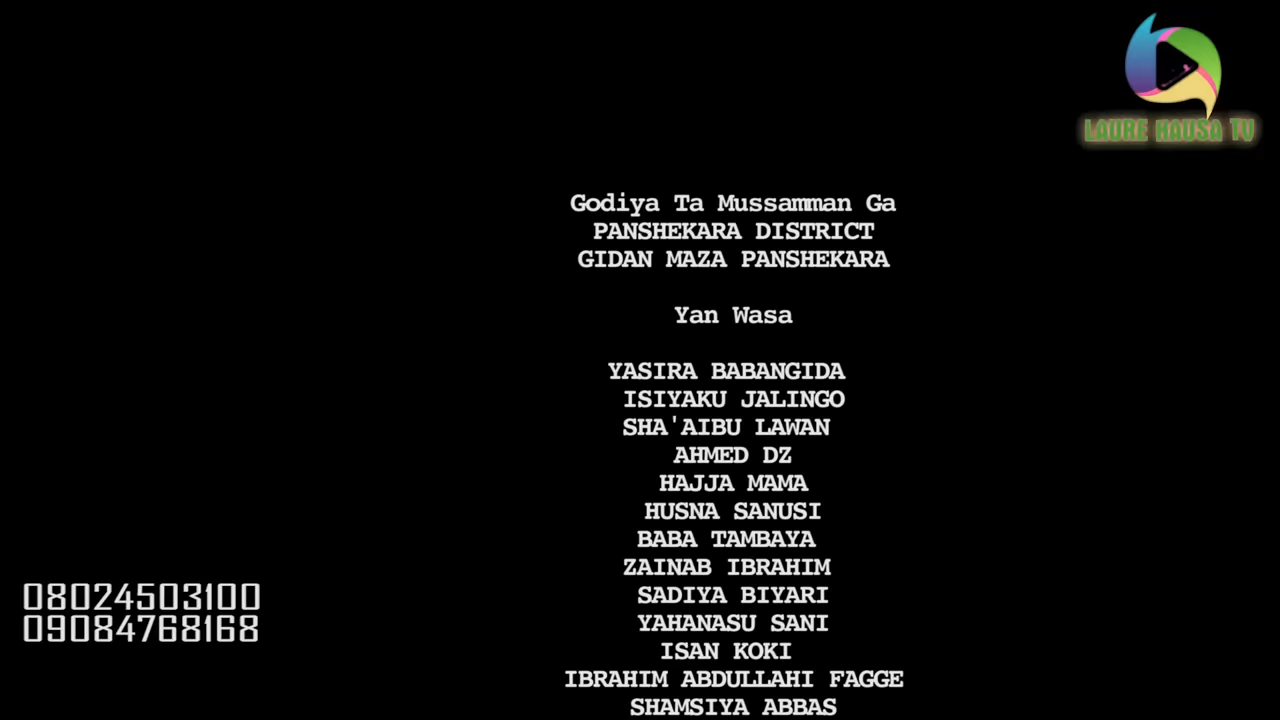 LAURE HAUSA TV
Godiya Ta Mussamman Ga
PANSHEKARA DISTRICT
GIDAN MAZA PANSHEKARA
Yan Wasa
YASIRA BABANGIDA
ISIYAKU JALINGO
SHA'AIBU LAWAN
AHMED DZ
HAJJA MAMA
HUSNA SANUSI
BABA TAMBAYA
ZAINAB IBRAHIM
SADIYA BIYARI
YAHANASU SANI
ISAN KOKI
IBRAHIM ABDULLAHI FAGGE
SHAMSIYA ABBAS
08024503100
09084768168